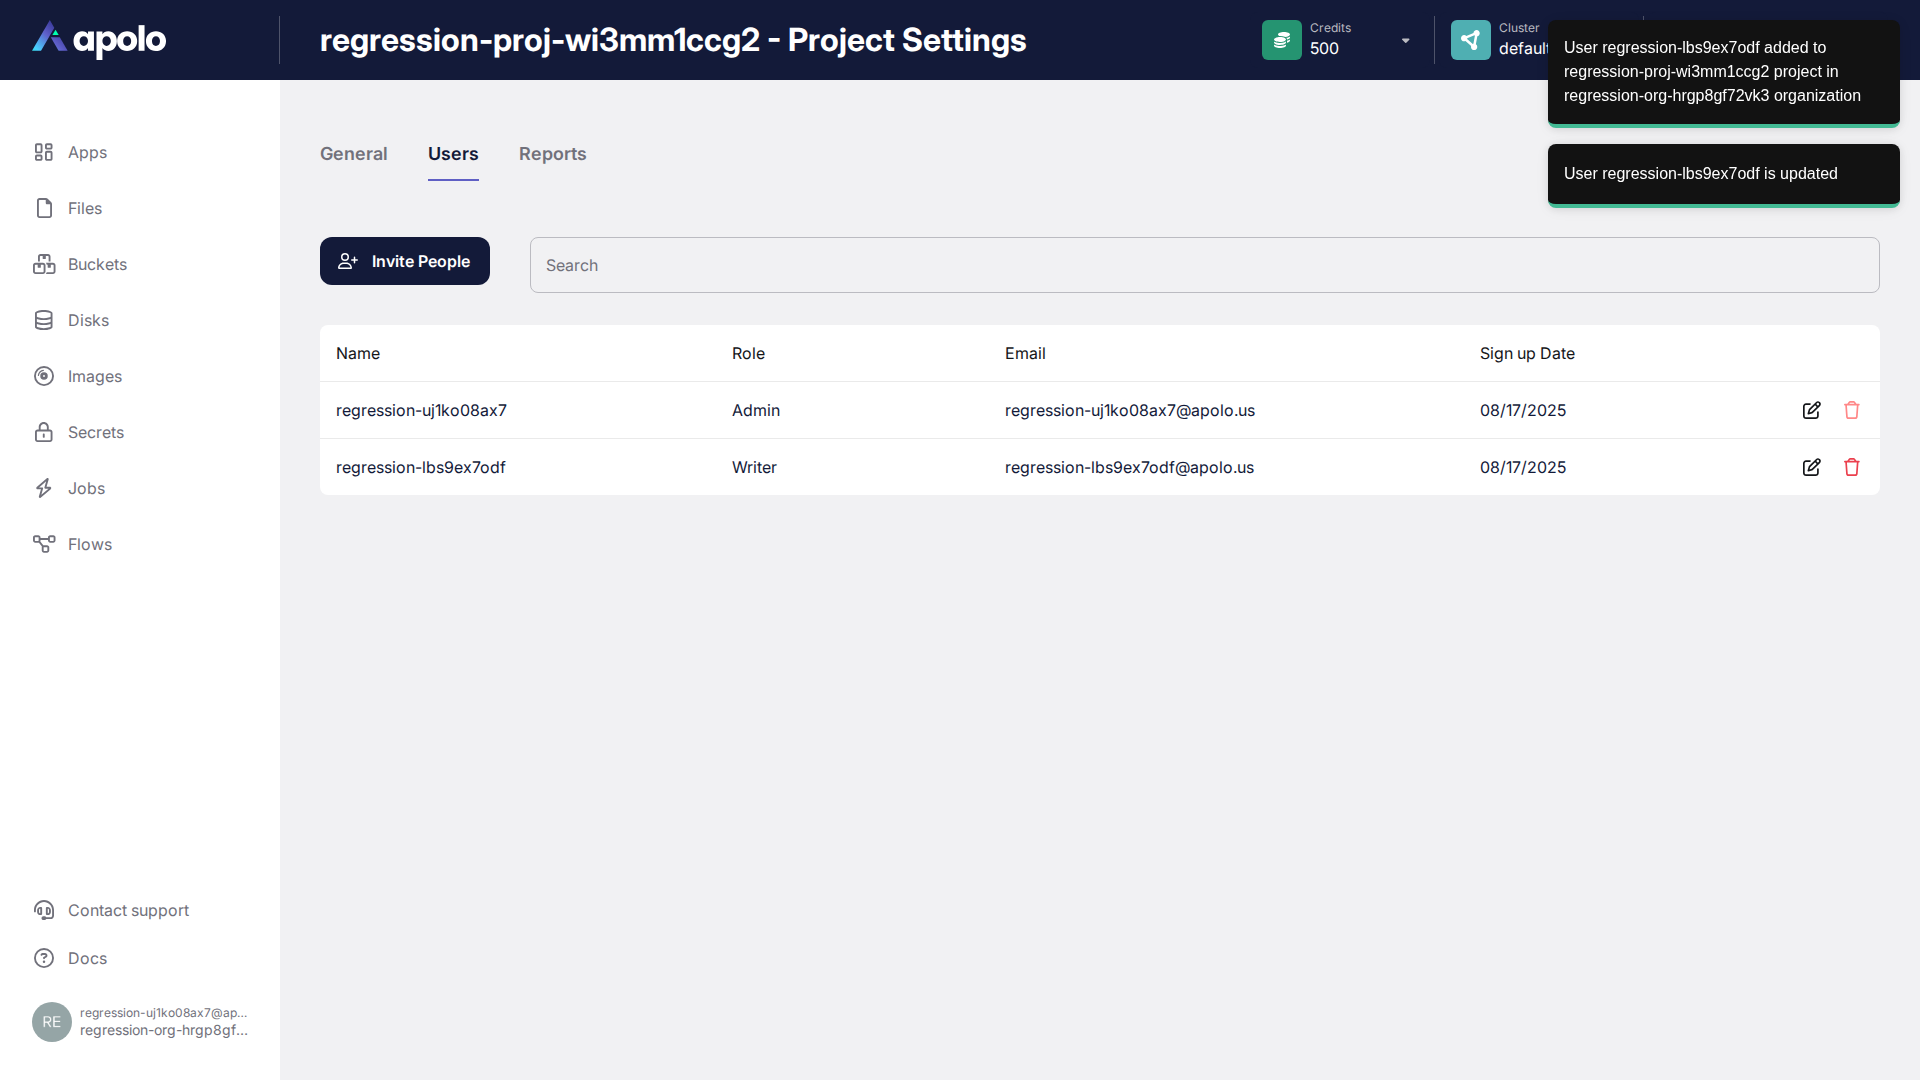 apolo
regression-proj-wi3mm1ccg2 - Project Settings
Credits
500
Cluster
default
User regression-lbs9ex7odf added to
regression-proj-wi3mm1ccg2 project in
regression-org-hrgp8gf72vk3 organization
User regression-lbs9ex7odf is updated
Apps
Files
Buckets
Disks
Images
Secrets
Jobs
Flows
General Users Reports
Invite People
Search
Name Role Email Sign up Date
regression-uj1ko08ax7 Admin regression-uj1ko08ax7@apolo.us 08/17/2025
regression-lbs9ex7odf Writer regression-lbs9ex7odf@apolo.us 08/17/2025
Contact support
Docs
RE
regression-uj1ko08ax7@ap...
regression-org-hrgp8gf...